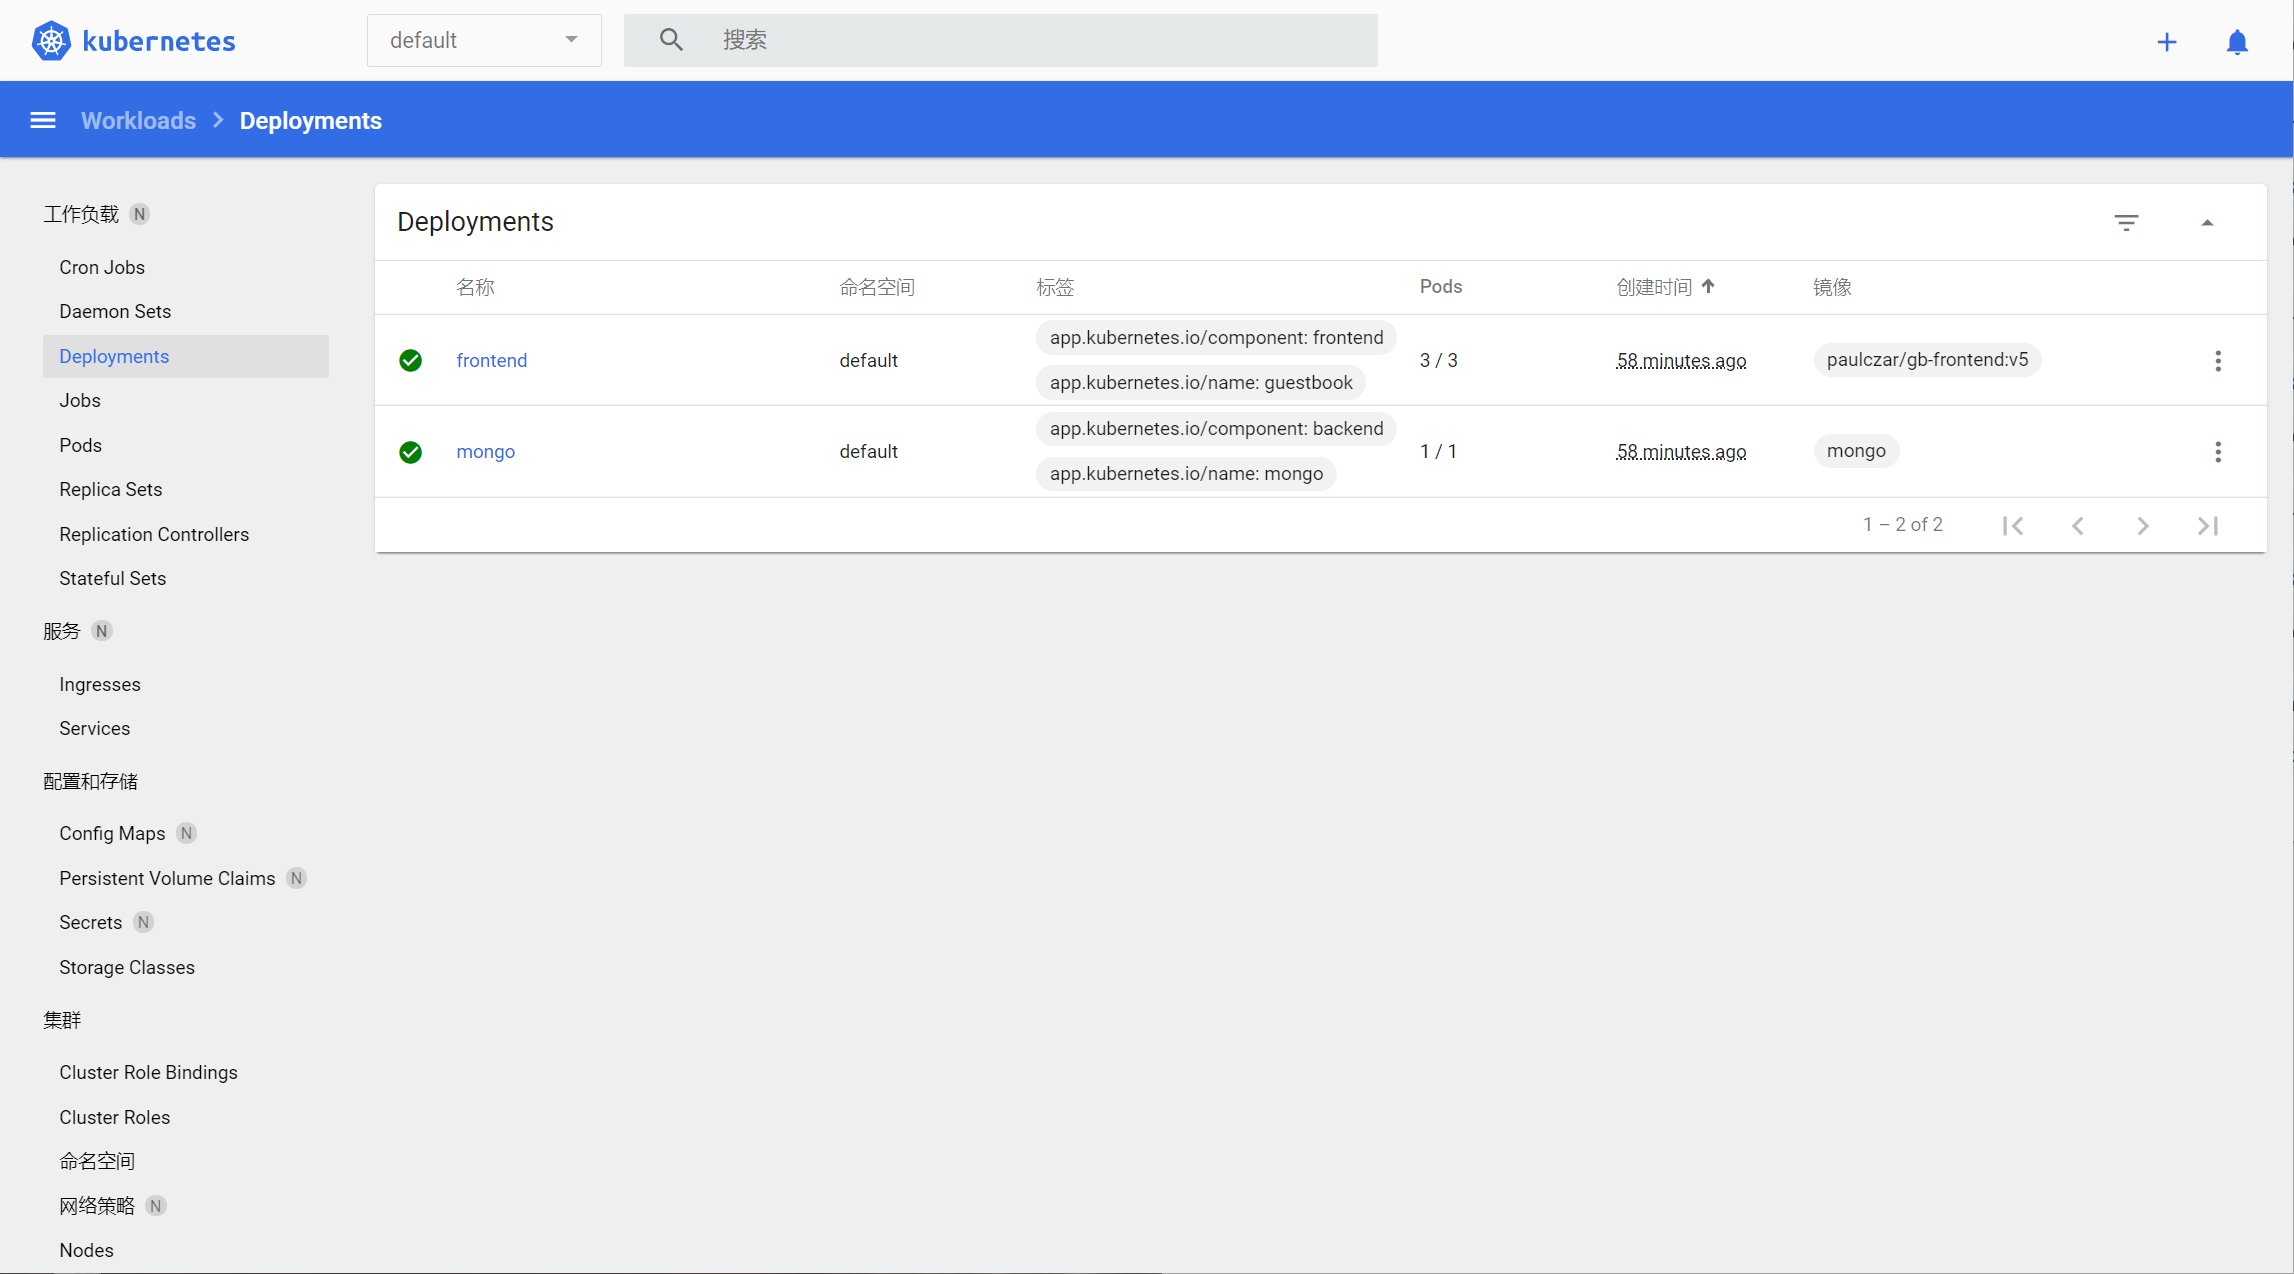 kubernetes
default
搜索
Workloads
Deployments
工作负载 N
Cron Jobs
Daemon Sets
Deployments
Jobs
Pods
Replica Sets
Replication Controllers
Stateful Sets
服务 N
Ingresses
Services
配置和存储
Config Maps N
Persistent Volume Claims N
Secrets N
Storage Classes
集群
Cluster Role Bindings
Cluster Roles
命名空间
网络策略 N
Nodes
Deployments
名称 命名空间 标签 Pods 创建时间 镜像
frontend default app.kubernetes.io/component: frontend 3 / 3 58 minutes ago paulczar/gb-frontend:v5
app.kubernetes.io/name: guestbook
mongo default app.kubernetes.io/component: backend 1 / 1 58 minutes ago mongo
app.kubernetes.io/name: mongo
1 – 2 of 2